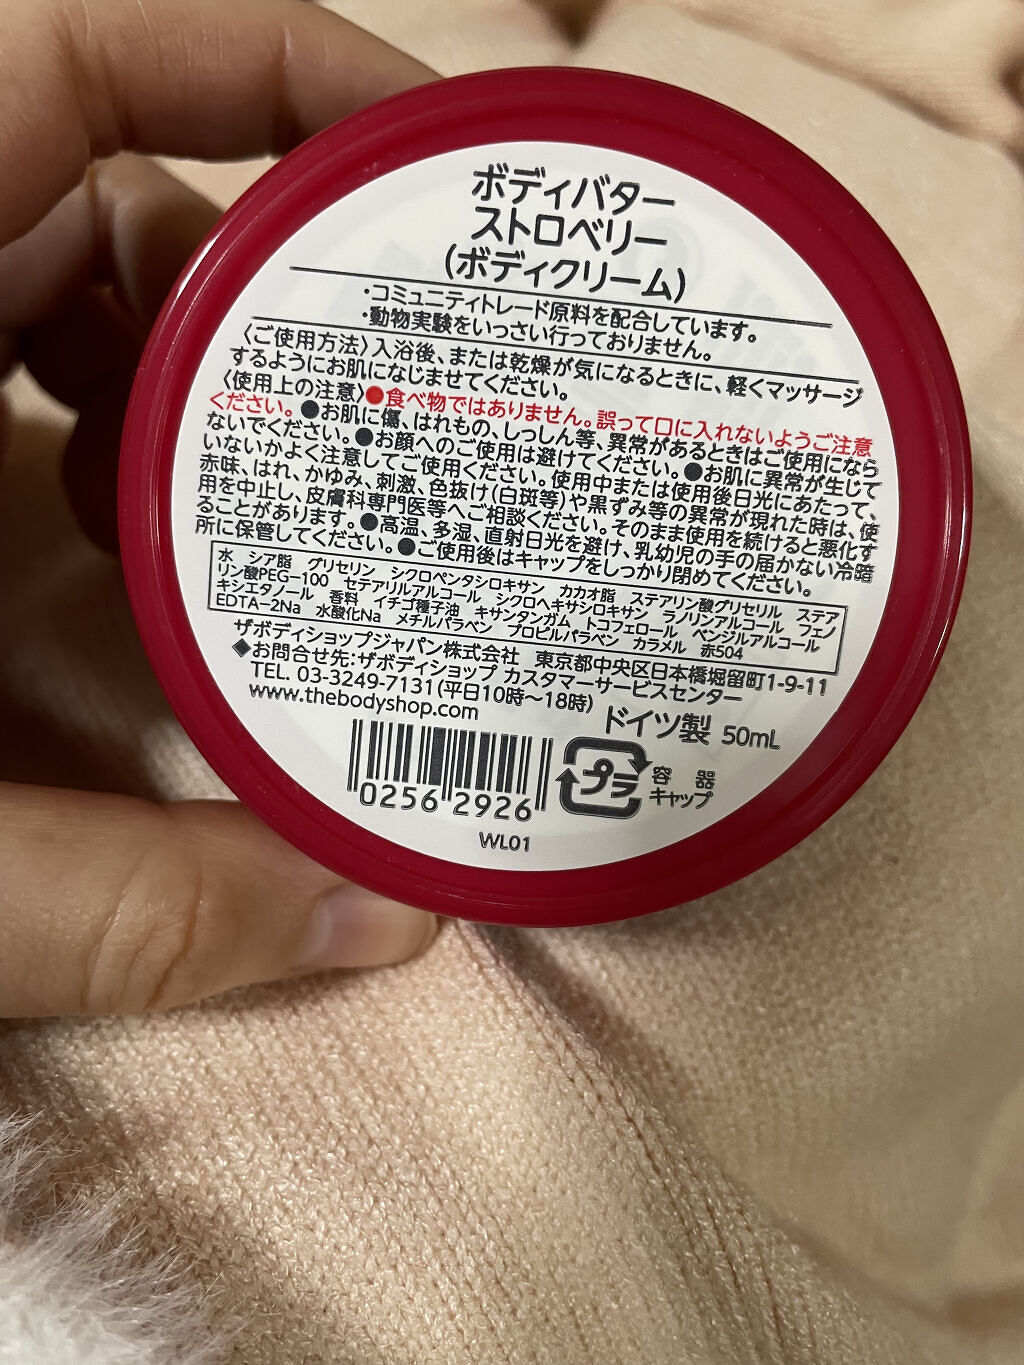 ボディバター
ストロベリー
(ボディクリーム)
・コミュニティトレード原料を配合しています。
・動物実験をいっさい行っておりません。
〈ご使用方法〉入浴後、または乾燥が気になるときに、軽くマッサージ
するようにお肌になじませてください。
〈使用上の注意〉●食べ物ではありません。誤って口に入れないようご注意
ください。●お肌に傷、はれもの、しっしん等、異常があるときはご使用になら
ないでください。●お顔へのご使用は避けてください。●お肌に異常が生じて
いないかよく注意してご使用ください。使用中または使用後日光にあたって、
赤味、はれ、かゆみ、刺激、色抜け(白斑等)や黒ずみ等の異常が現れた時は、使
用を中止し、皮膚科専門医等へご相談ください。そのまま使用を続けると悪化す
ることがあります。●高温、多湿、直射日光を避け、乳幼児の手の届かない冷暗
所に保管してください。●ご使用後はキャップをしっかり閉めてください。
水 シア脂 グリセリン シクロペンタシロキサン カカオ脂 ステアリン酸グリセリル ステア
リン酸PEG-100 セテアリルアルコール シクロヘキサシロキサン ラノリンアルコール フェノ
キシエタノール 香料 イチゴ種子油 キサンタンガム トコフェロール ベンジルアルコール
EDTA-2Na 水酸化Na メチルパラベン プロピルパラベン カラメル 赤504
ザボディショップジャパン株式会社 東京都中央区日本橋堀留町1-9-11
◆お問合せ先:ザボディショップ カスタマーサービスセンター
TEL. 03-3249-7131(平日10時～18時)
www.thebodyshop.com
ドイツ製 50mL
プラ
容器
キャップ
0256 2926
WL01